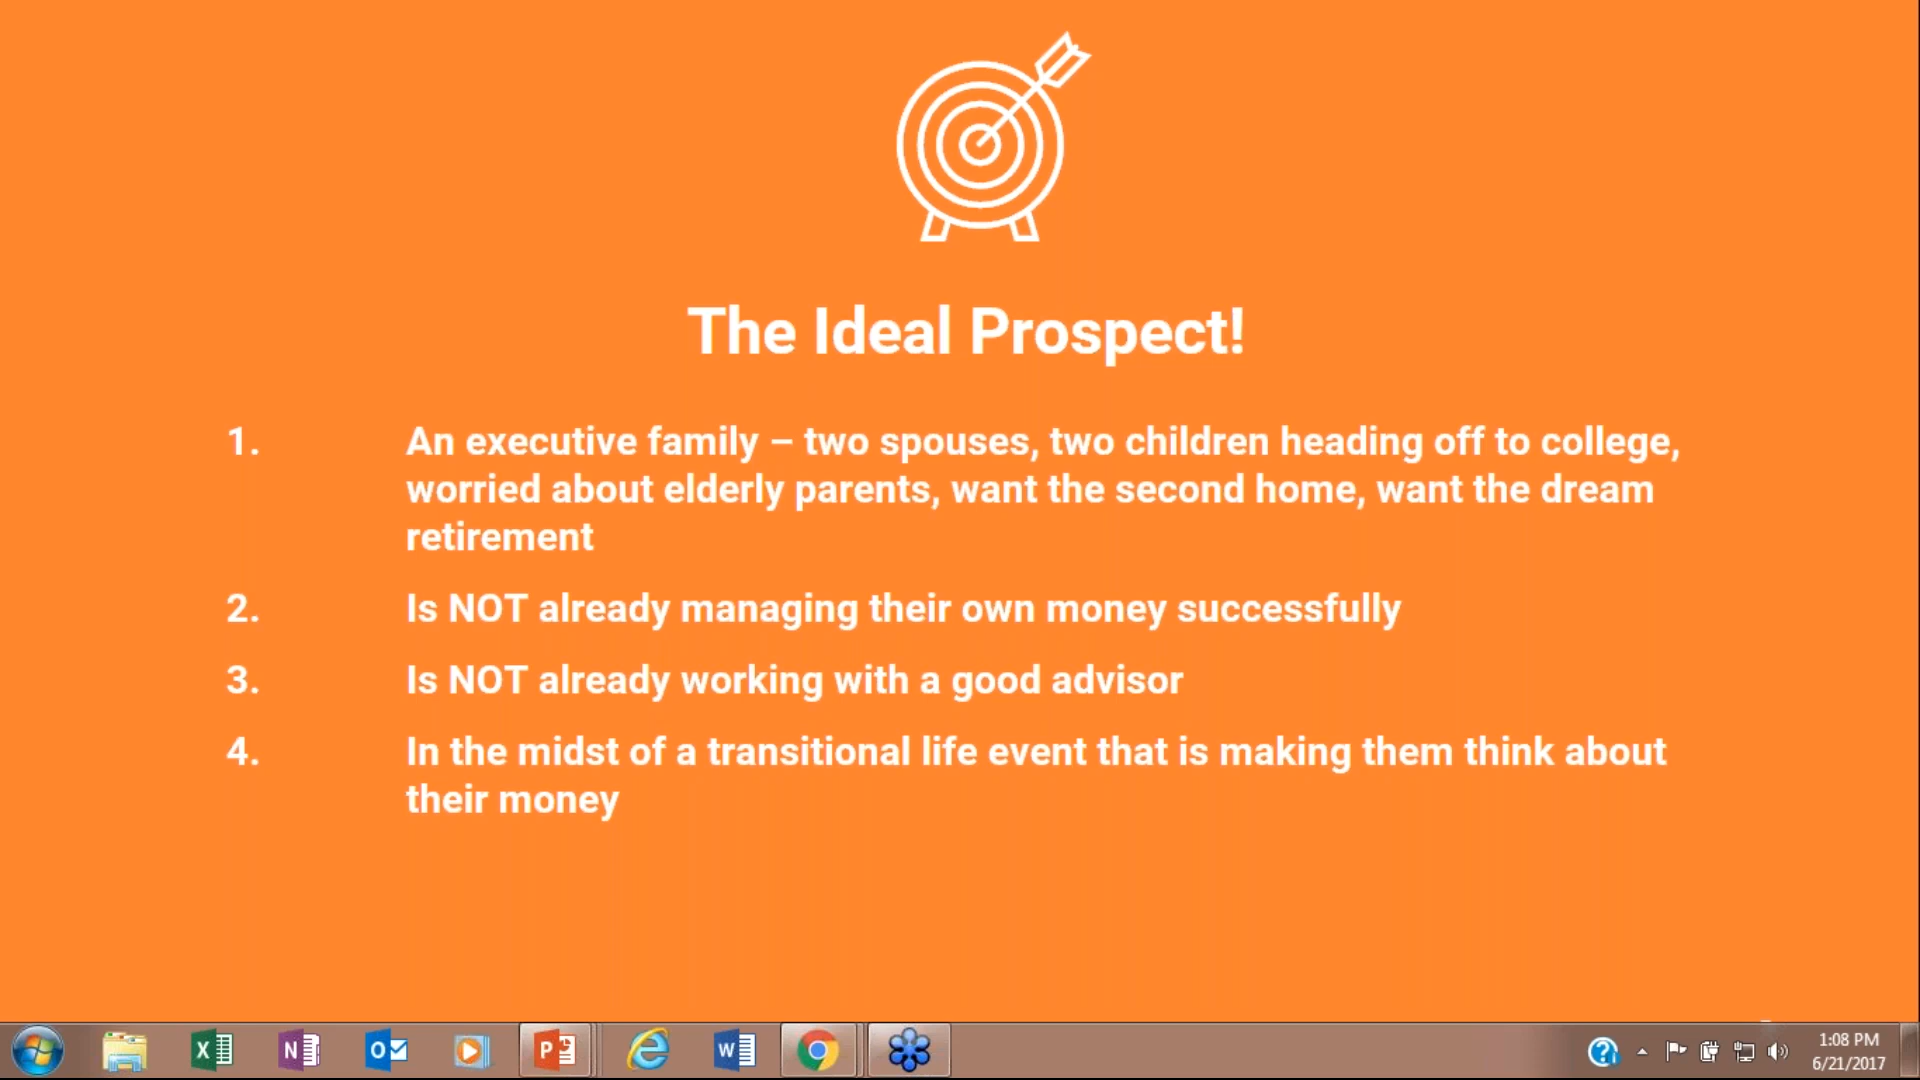 The Ideal Prospect!
1. An executive family – two spouses, two children heading off to college,
worried about elderly parents, want the second home, want the dream
retirement
2. Is NOT already managing their own money successfully
3. Is NOT already working with a good advisor
4. In the midst of a transitional life event that is making them think about
their money
1:08 PM
6/21/2017